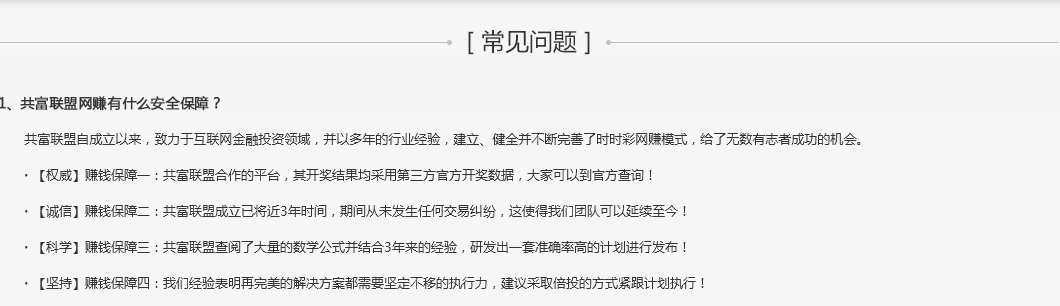 [ 常见问题 ]
1、共富联盟网赚有什么安全保障？
共富联盟自成立以来，致力于互联网金融投资领域，并以多年的行业经验，建立、健全并不断完善了时时彩网赚模式，给了无数有志者成功的机会。
·【权威】赚钱保障一：共富联盟合作的平台，其开奖结果均采用第三方官方开奖数据，大家可以到官方查询！
·【诚信】赚钱保障二：共富联盟成立已将近3年时间，期间从未发生任何交易纠纷，这使得我们团队可以延续至今！
·【科学】赚钱保障三：共富联盟查阅了大量的数学公式并结合3年来的经验，研发出一套准确率高的计划进行发布！
·【坚持】赚钱保障四：我们经验表明再完美的解决方案都需要坚定不移的执行力，建议采取倍投的方式紧跟计划执行！